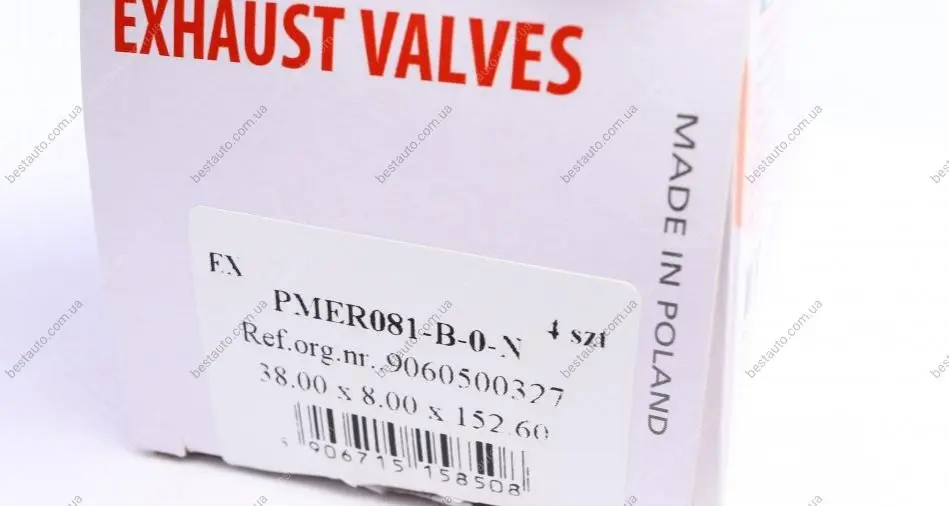 EXHAUST VALVES
MADE IN POLAND
EX
PMER081-B-0-N 4 szt
Ref.org.nr. 9060500327
38.00 x 8.00 x 152.60
5 906715 158508
bestauto.com.ua